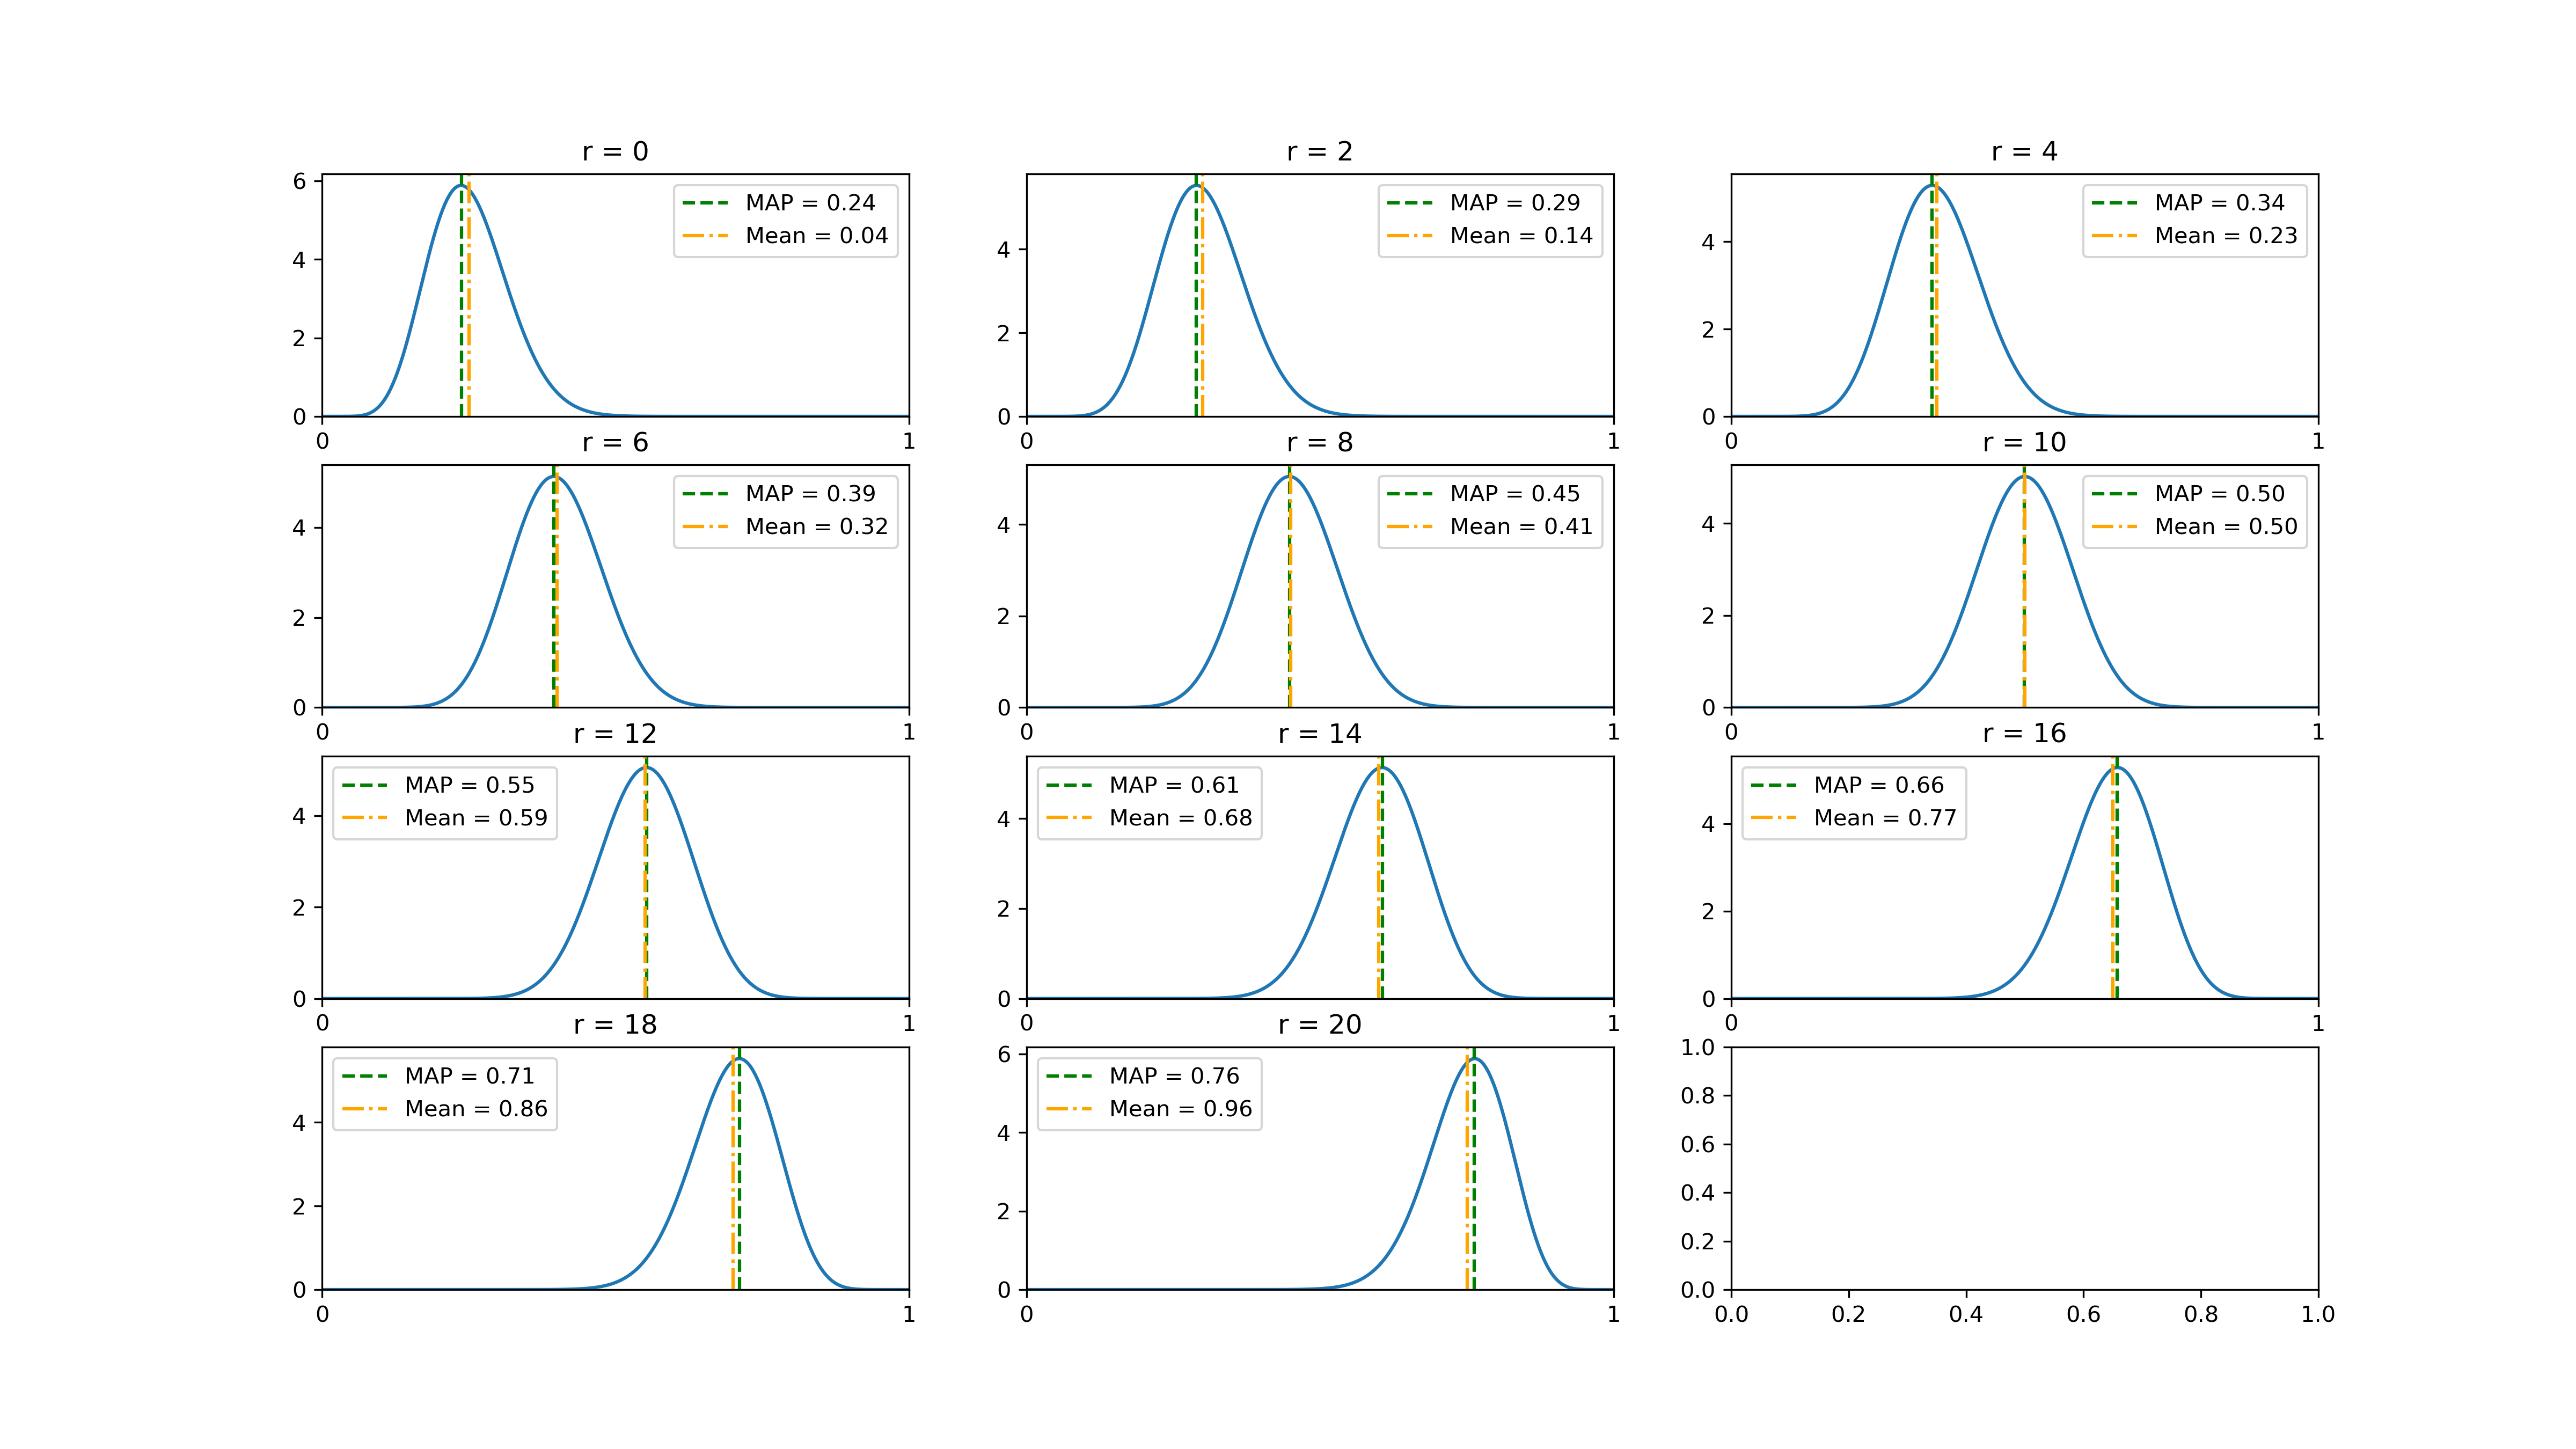 r = 0
r = 2
r = 4
6
4
2
0
MAP = 0.24
Mean = 0.04
0
1
4
2
0
MAP = 0.29
Mean = 0.14
0
1
4
2
0
MAP = 0.34
Mean = 0.23
0
1
r = 6
r = 8
r = 10
4
2
0
MAP = 0.39
Mean = 0.32
0
1
4
2
0
MAP = 0.45
Mean = 0.41
0
1
4
2
0
MAP = 0.50
Mean = 0.50
0
1
r = 12
r = 14
r = 16
4
2
0
MAP = 0.55
Mean = 0.59
0
1
4
2
0
MAP = 0.61
Mean = 0.68
0
1
4
2
0
MAP = 0.66
Mean = 0.77
0
1
r = 18
r = 20
4
2
0
MAP = 0.71
Mean = 0.86
0
1
6
4
2
0
MAP = 0.76
Mean = 0.96
0
1
1.0
0.8
0.6
0.4
0.2
0.0
0.0 0.2 0.4 0.6 0.8 1.0